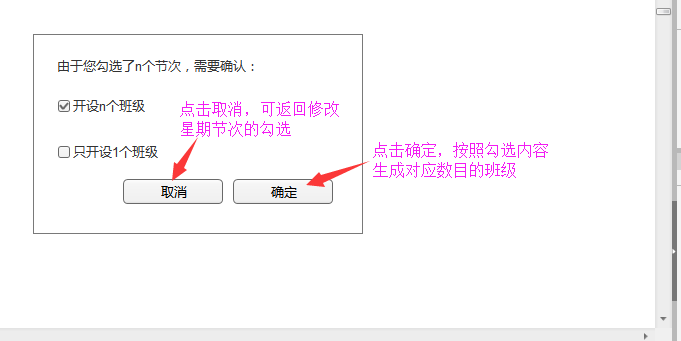 由于您勾选了n个节次，需要确认：
开设n个班级
点击取消，可返回修改
星期节次的勾选
只开设1个班级
点击确定，按照勾选内容
生成对应数目的班级
取消
确定